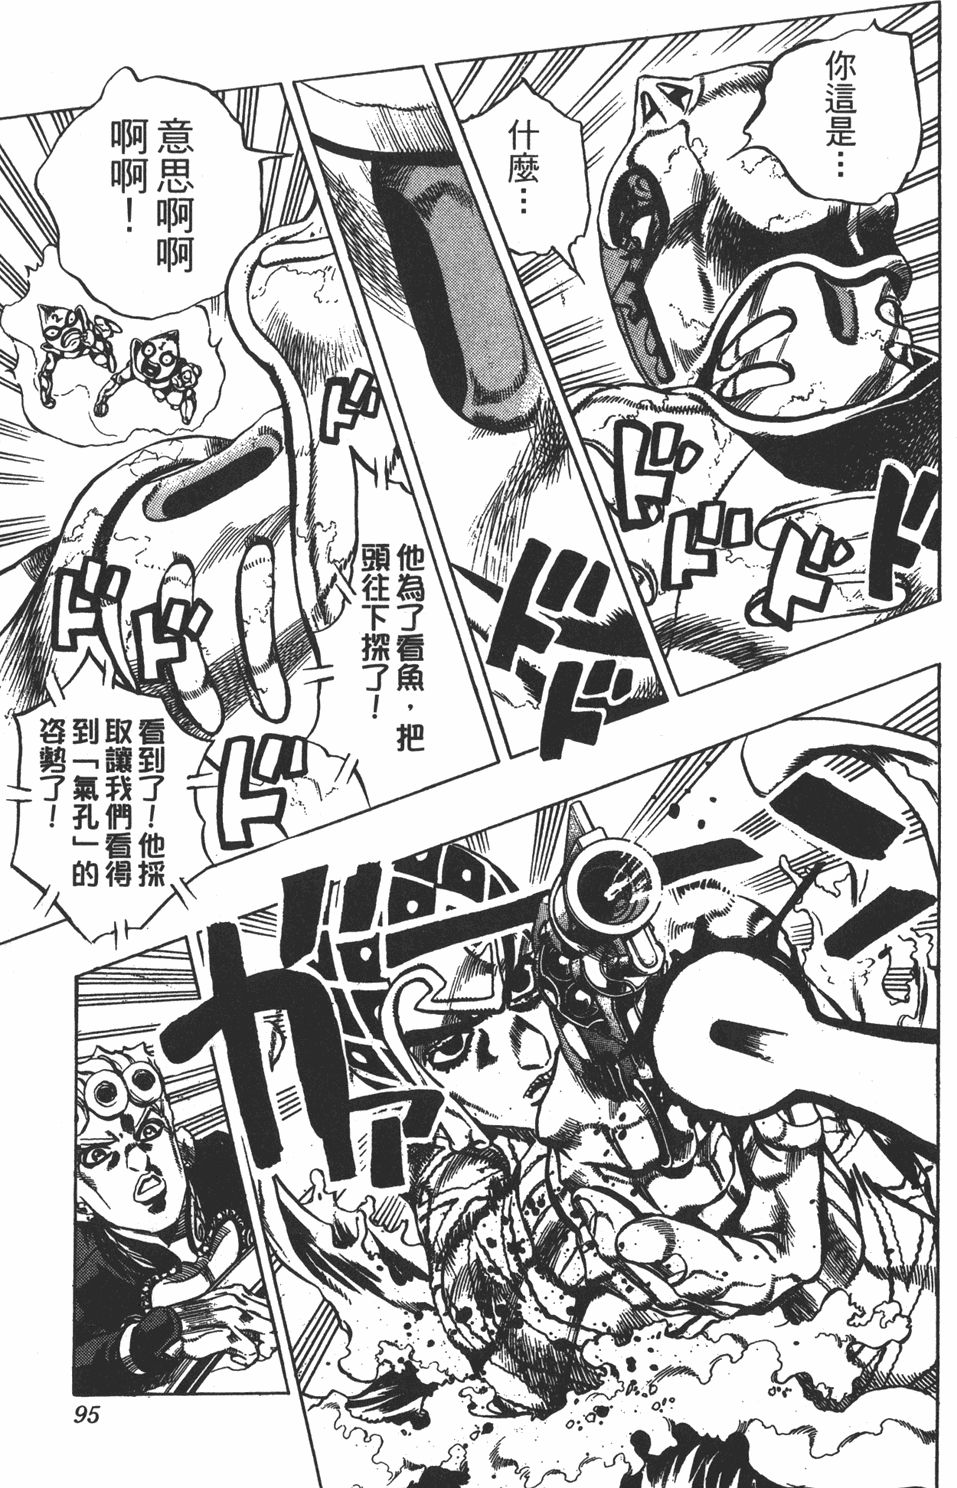 你這是…
什麼…
意思啊啊
啊啊！
ド
ド
ド
ド
ド
ド
ド
ド
ド
ド
他為了看魚，把
頭往下探了！
看到了！他採
取讓我們看得
到「氣孔」的
姿勢了！
ガーン
95